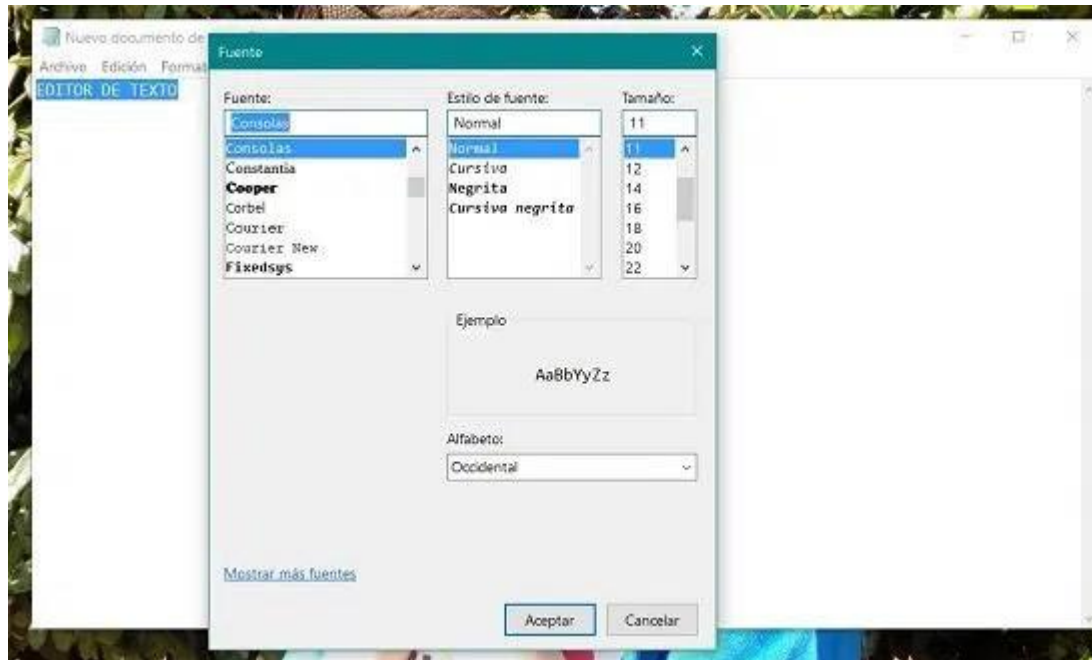 Nuevo documento de
Archivo Edición Format
EDITOR DE TEXTO
Fuente
Fuente:
Consolas
Consolas
Constantia
Cooper
Corbel
Courier
Courier New
Fixedsys
Estilo de fuente:
Normal
Normal
Cursiva
Negrita
Cursiva negrita
Tamaño:
11
11
12
14
16
18
20
22
Ejemplo
AaBbYyZz
Alfabeto:
Occidental
Mostrar más fuentes
Aceptar Cancelar